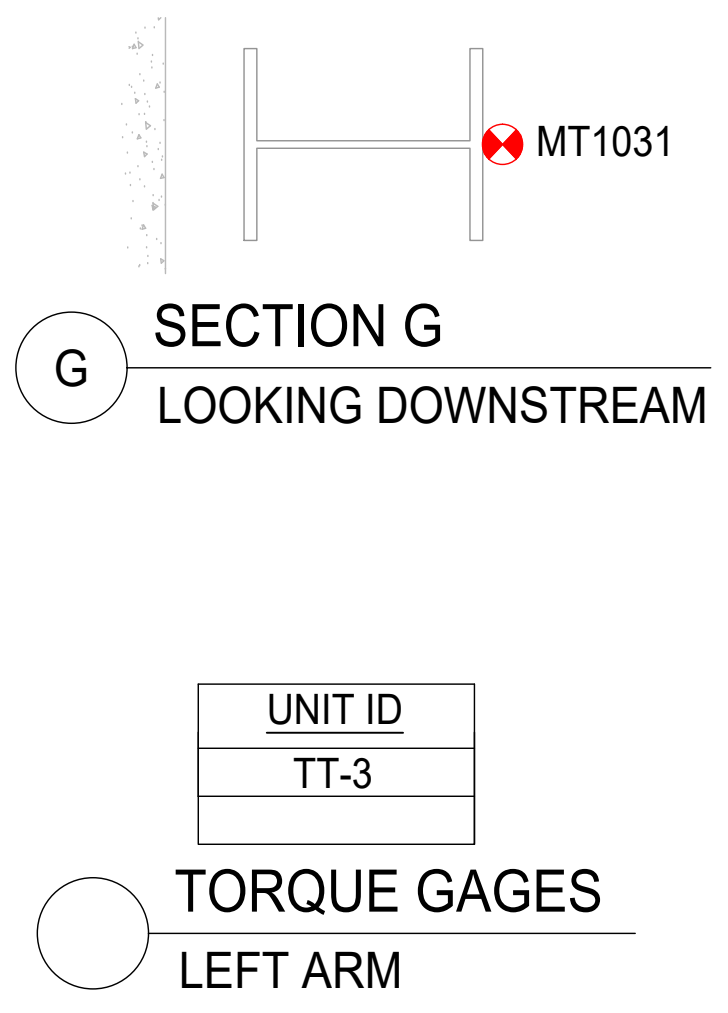 MT1031
SECTION G
G
LOOKING DOWNSTREAM
UNIT ID
TT-3
TORQUE GAGES
LEFT ARM